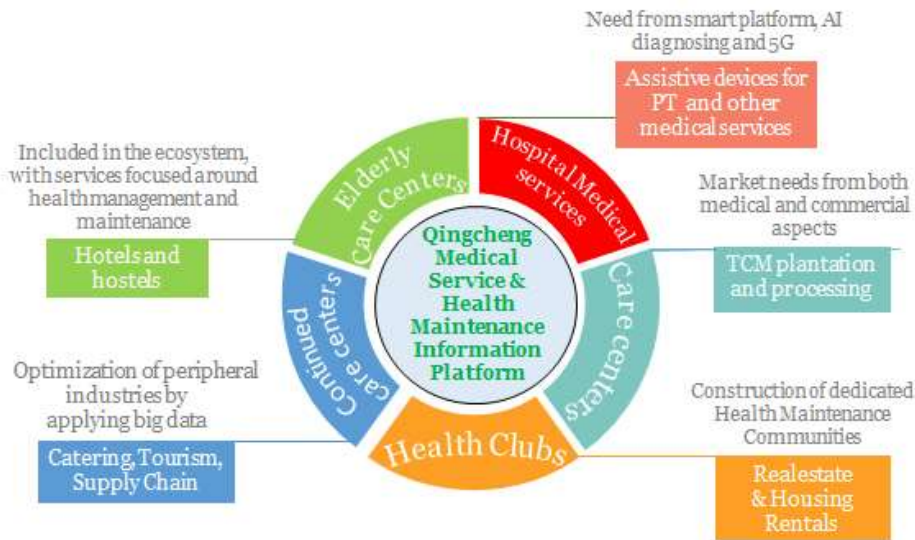 Need from smart platform, AI
diagnosing and 5G
Assistive devices for
PT and other
medical services
Included in the ecosystem,
with services focused around
health management and
maintenance
Hotels and
hostels
Elderly
Care Centers
Hospital Medical
services
Market needs from both
medical and commercial
aspects
TCM plantation
and processing
Qingcheng
Medical
Service &
Health
Maintenance
Information
Platform
Continued
care centers
Care centers
Optimization of peripheral
industries by
applying big data
Catering, Tourism,
Supply Chain
Health Clubs
Construction of dedicated
Health Maintenance
Communities
Realestate
& Housing
Rentals